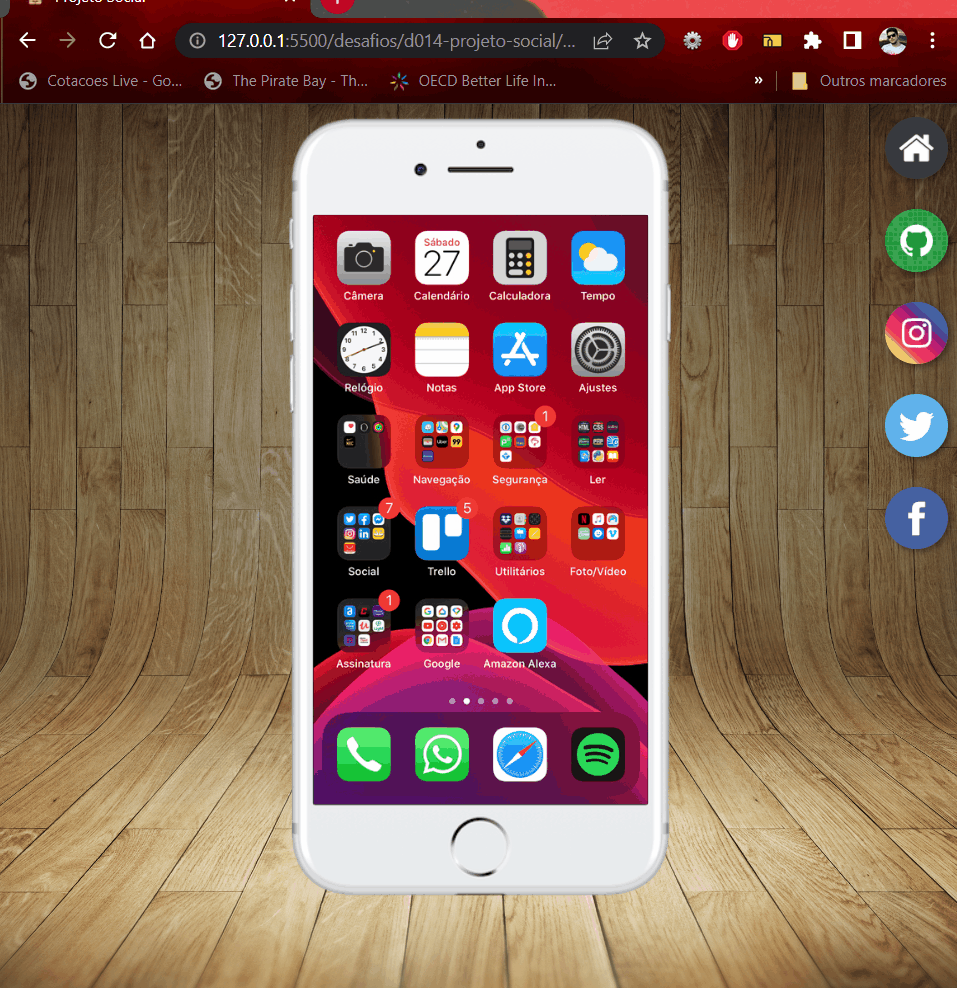 Projeto Social
127.0.0.1:5500/desafios/d014-projeto-social/...
Cotacoes Live - Go... The Pirate Bay - Th... OECD Better Life In... » Outros marcadores
Sábado
27
Câmera Calendário Calculadora Tempo
Relógio Notas App Store Ajustes
1
Saúde Navegação Segurança Ler
7 5
Social Trello Utilitários Foto/Vídeo
1
Assinatura Google Amazon Alexa